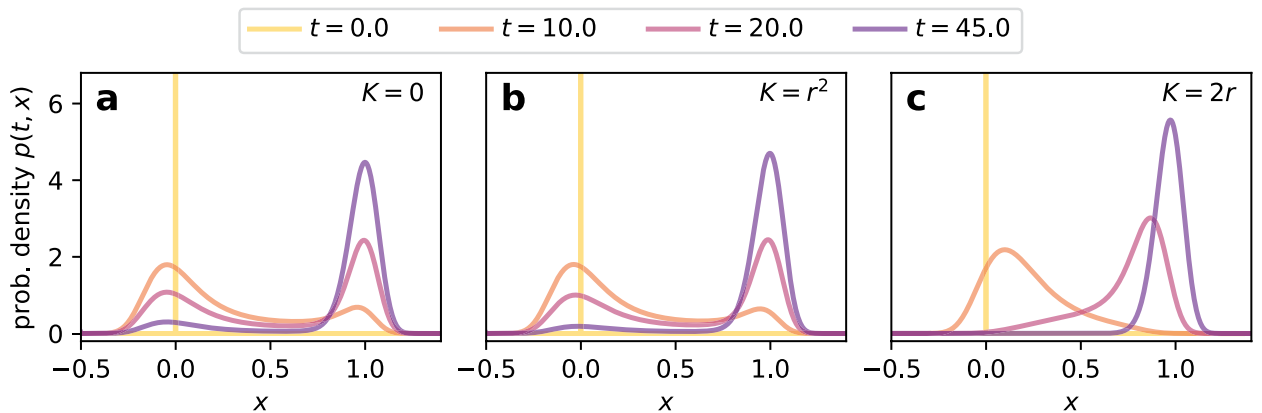 t = 0.0 t = 10.0 t = 20.0 t = 45.0
a K = 0 b K = r² c K = 2r
prob. density p(t, x)
6
4
2
0
−0.5 0.0 0.5 1.0 −0.5 0.0 0.5 1.0 −0.5 0.0 0.5 1.0
x x x